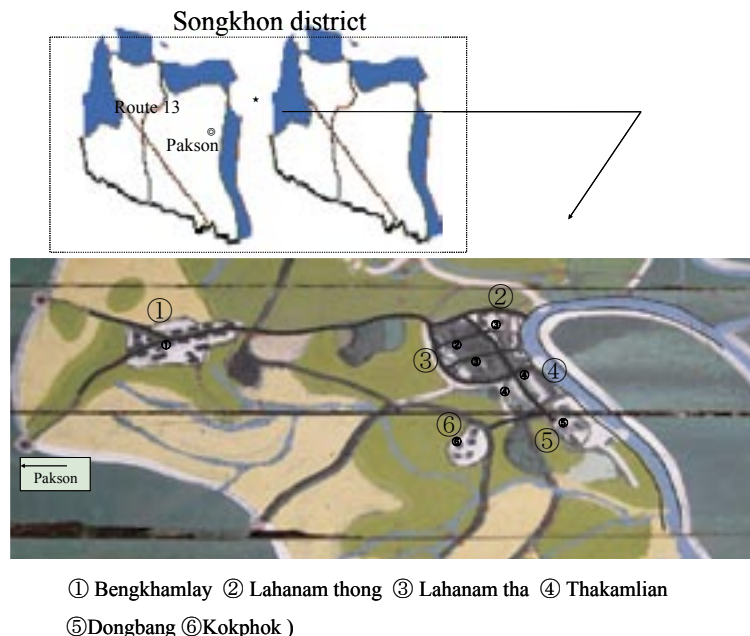 Songkhon district
Route 13
Pakson
①
②
③
④
⑤
⑥
Pakson
① Bengkhamlay ② Lahanam thong ③ Lahanam tha ④ Thakamlian
⑤Dongbang ⑥Kokphok )